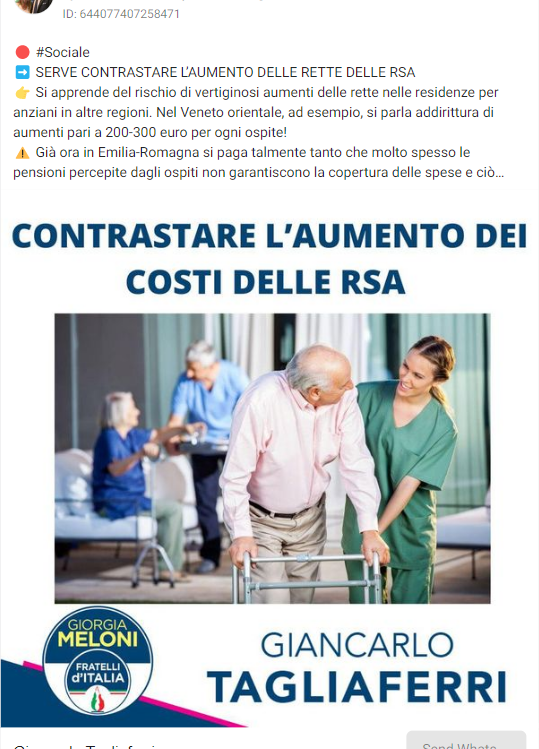 ID: 644077407258471
🔴 #Sociale
➡️ SERVE CONTRASTARE L'AUMENTO DELLE RETTE DELLE RSA
👉 Si apprende del rischio di vertiginosi aumenti delle rette nelle residenze per
anziani in altre regioni. Nel Veneto orientale, ad esempio, si parla addirittura di
aumenti pari a 200-300 euro per ogni ospite!
⚠️ Già ora in Emilia-Romagna si paga talmente tanto che molto spesso le
pensioni percepite dagli ospiti non garantiscono la copertura delle spese e ciò...
CONTRASTARE L'AUMENTO DEI
COSTI DELLE RSA
GIORGIA
MELONI
FRATELLI
d'ITALIA
GIANCARLO
TAGLIAFERRI